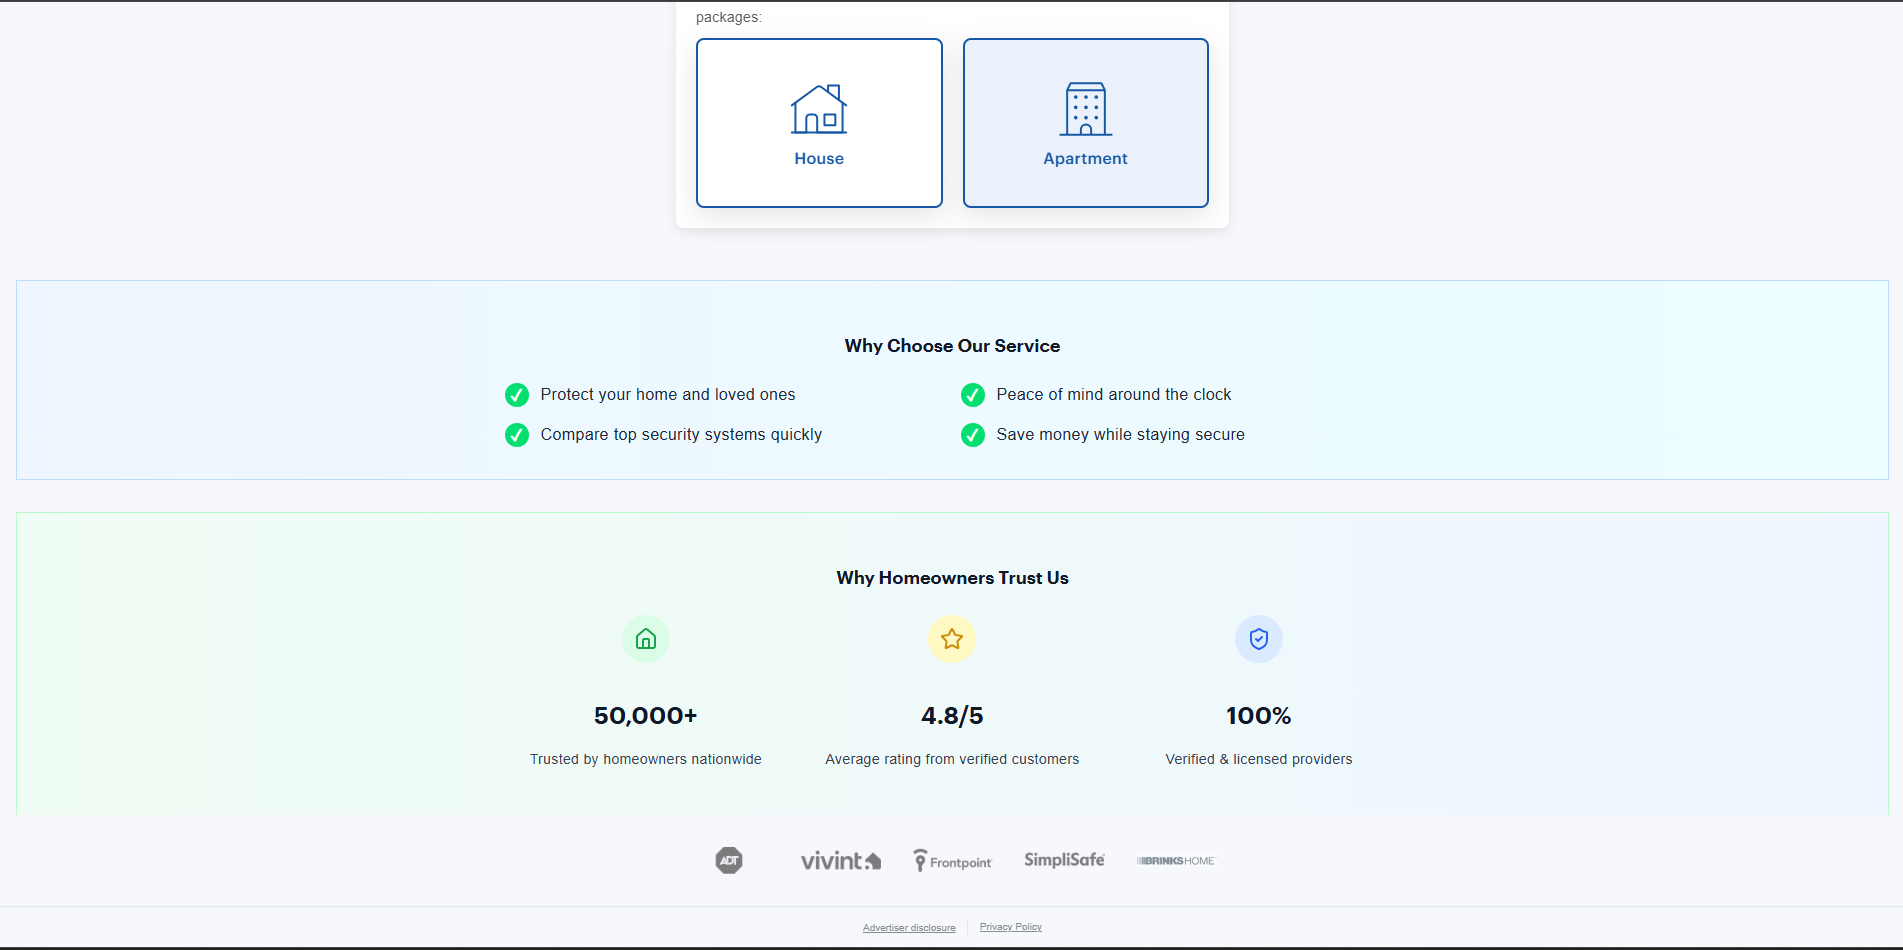 packages:
House
Apartment
Why Choose Our Service
Protect your home and loved ones
Peace of mind around the clock
Compare top security systems quickly
Save money while staying secure
Why Homeowners Trust Us
50,000+
4.8/5
100%
Trusted by homeowners nationwide
Average rating from verified customers
Verified & licensed providers
ADT
vivint
Frontpoint
SimpliSafe
BRINKS HOME
Advertiser disclosure
Privacy Policy